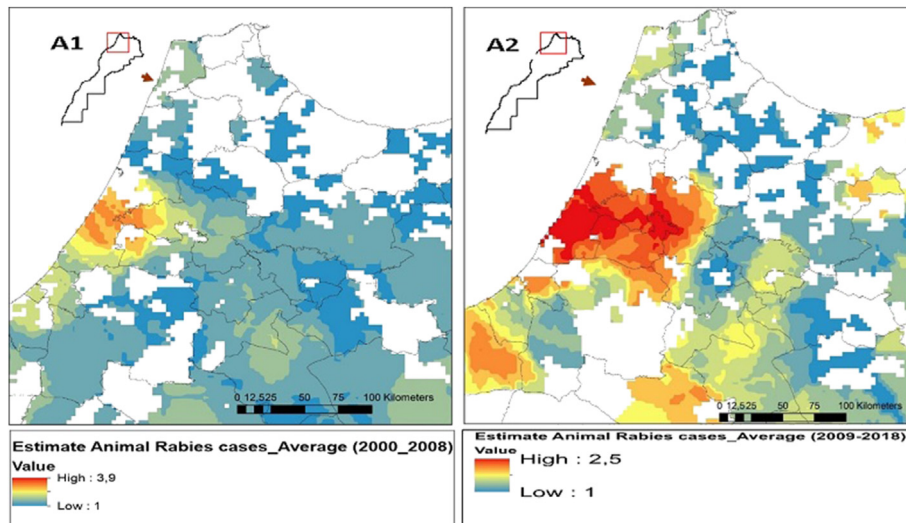 A1
0 12,525 50 75 100 Kilometers
Estimate Animal Rabies cases_Average (2000_2008)
Value
High : 3,9
Low : 1
A2
0 12,525 50 75 100 Kilometers
Estimate Animal Rabies cases_Average (2009-2018)
Value
High : 2,5
Low : 1